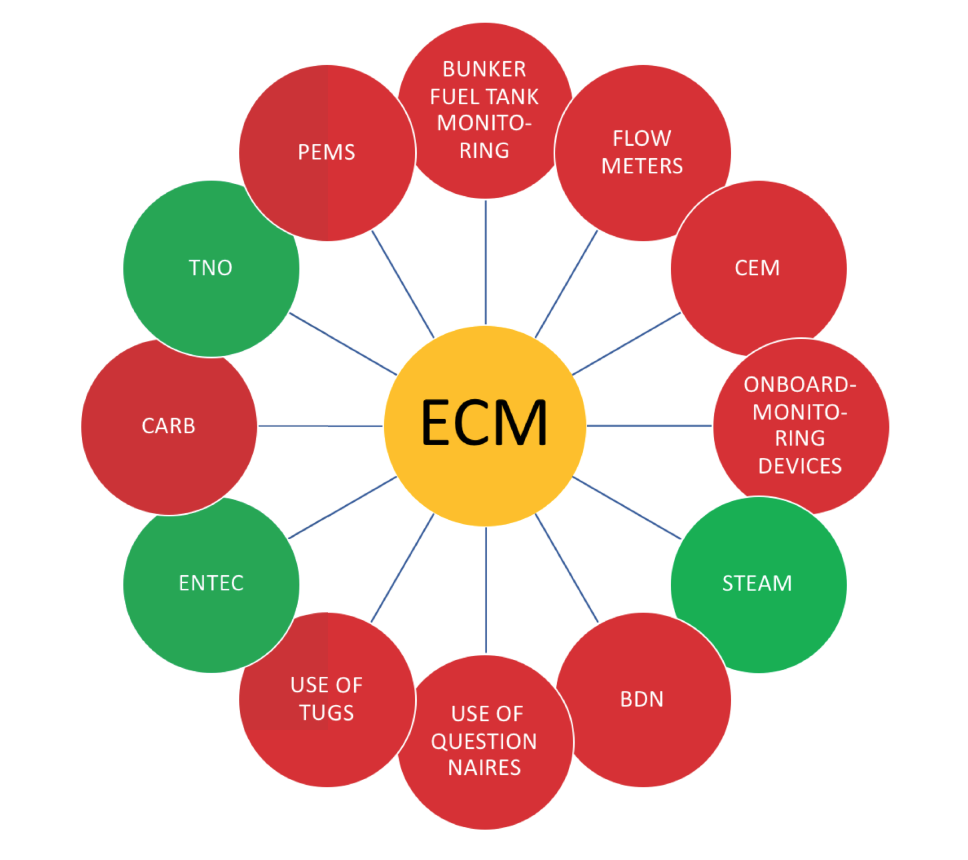 BUNKER
FUEL TANK
MONITO-
RING
FLOW
METERS
CEM
ONBOARD-
MONITO-
RING
DEVICES
STEAM
BDN
USE OF
QUESTION
NAIRES
USE OF
TUGS
ENTEC
CARB
TNO
PEMS
ECM